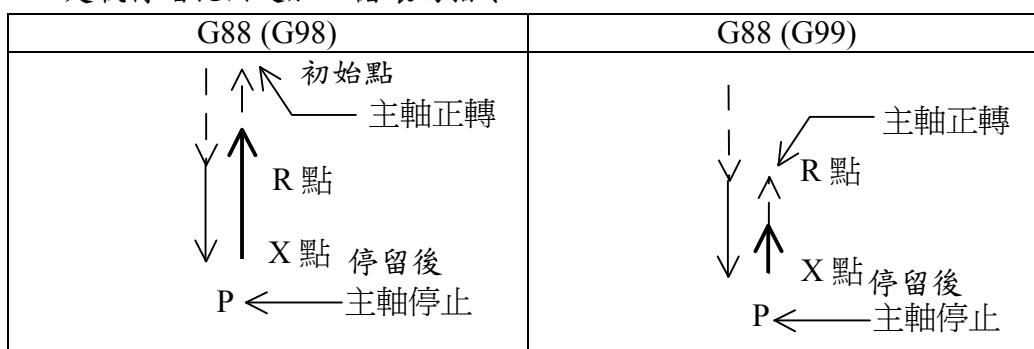 G88 (G98)
G88 (G99)
初始點
主軸正轉
R 點
X 點 停留後
P
主軸停止
主軸正轉
R 點
X 點 停留後
P
主軸停止